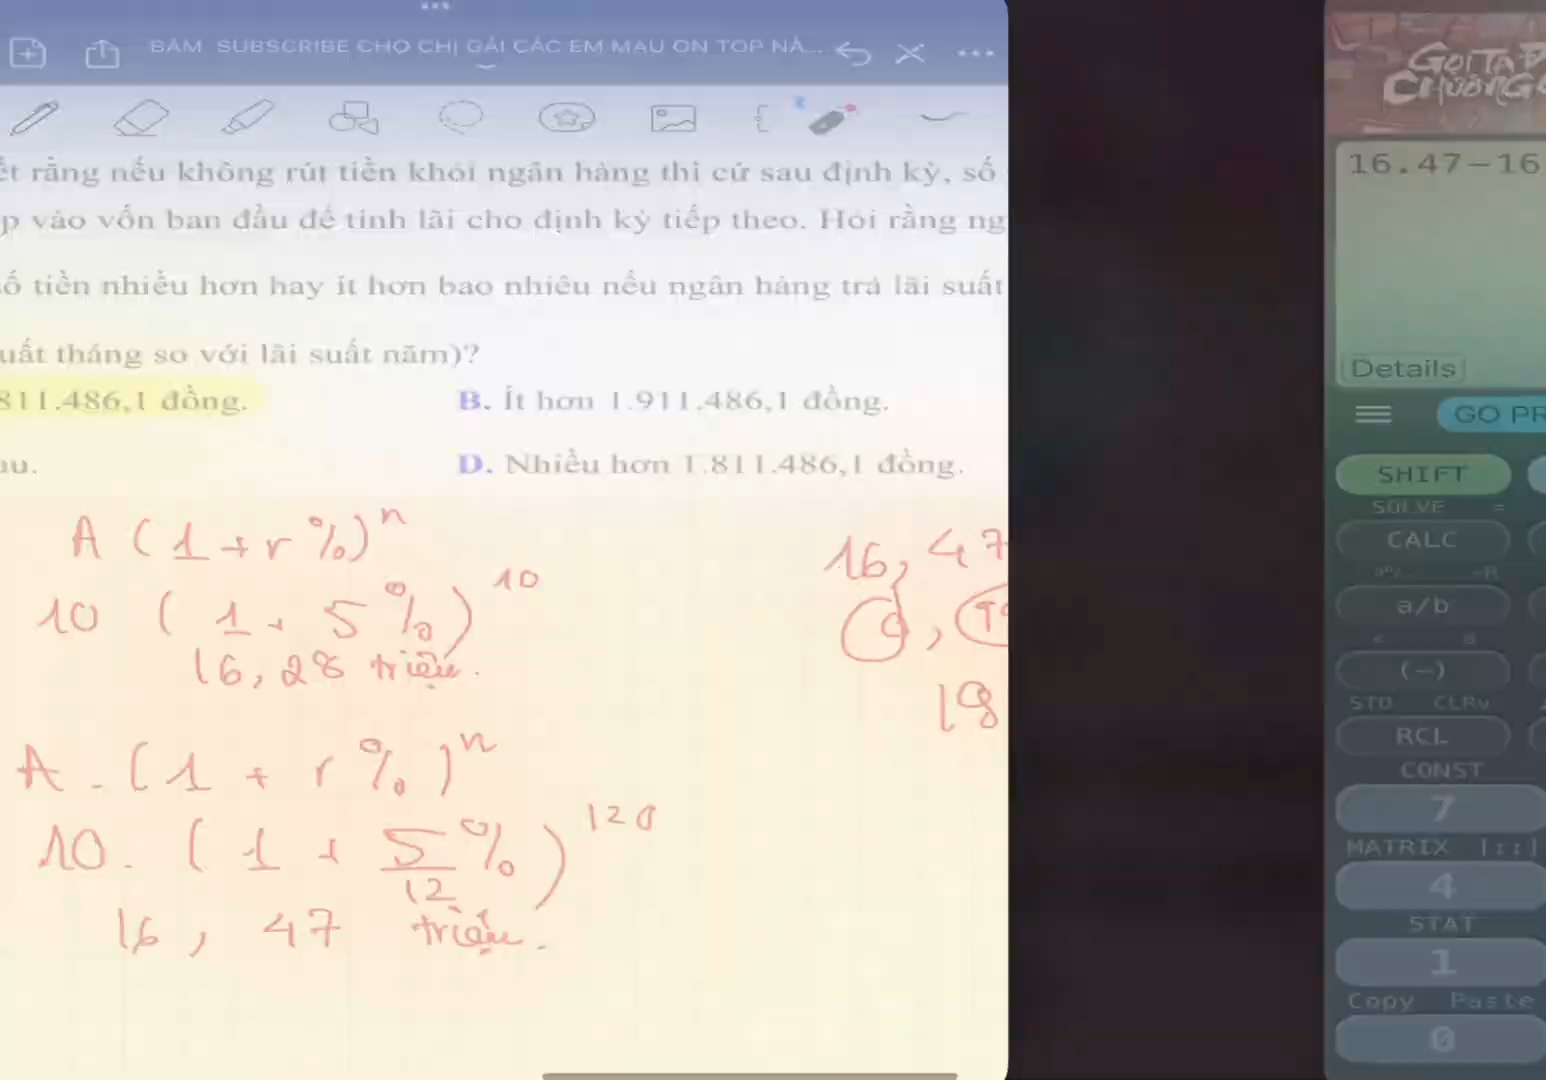 BẤM SUBSCRIBE CHO CHỊ GÁI CÁC EM MAU ON TOP NÀ...
ết rằng nếu không rút tiền khỏi ngân hàng thì cứ sau định kỳ, số
p vào vốn ban đầu để tính lãi cho định kỳ tiếp theo. Hỏi rằng ng
ố tiền nhiều hơn hay ít hơn bao nhiêu nếu ngân hàng trả lãi suất
uất tháng so với lãi suất năm)?
811.486,1 đồng.
B. Ít hơn 1.911.486,1 đồng.
au.
D. Nhiều hơn 1.811.486,1 đồng.
A (1 + r%)^n
10 (1 + 5%)^10
16,28 triệu.
A.(1 + r%)^n
10.(1 + 5/12 %)^120
16, 47 triệu.
16, 47
0,
18
GỌI TA
CHƯỞNG
16.47-16
Details
GO PR
SHIFT
SOLVE =
CALC
a/b
(-)
STO CLRv
RCL
CONST
7
MATRIX [::]
4
STAT
1
Copy Paste
0